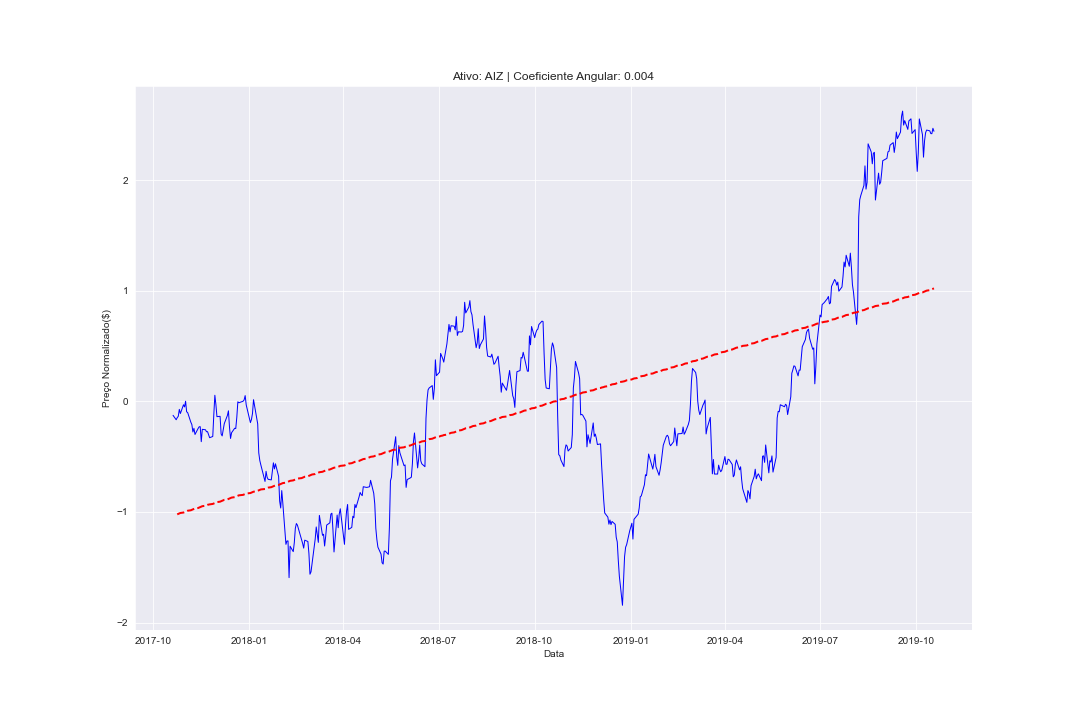 Ativo: AIZ | Coeficiente Angular: 0.004
Preço Normalizado($)
2
1
0
−1
−2
2017-10 2018-01 2018-04 2018-07 2018-10 2019-01 2019-04 2019-07 2019-10
Data